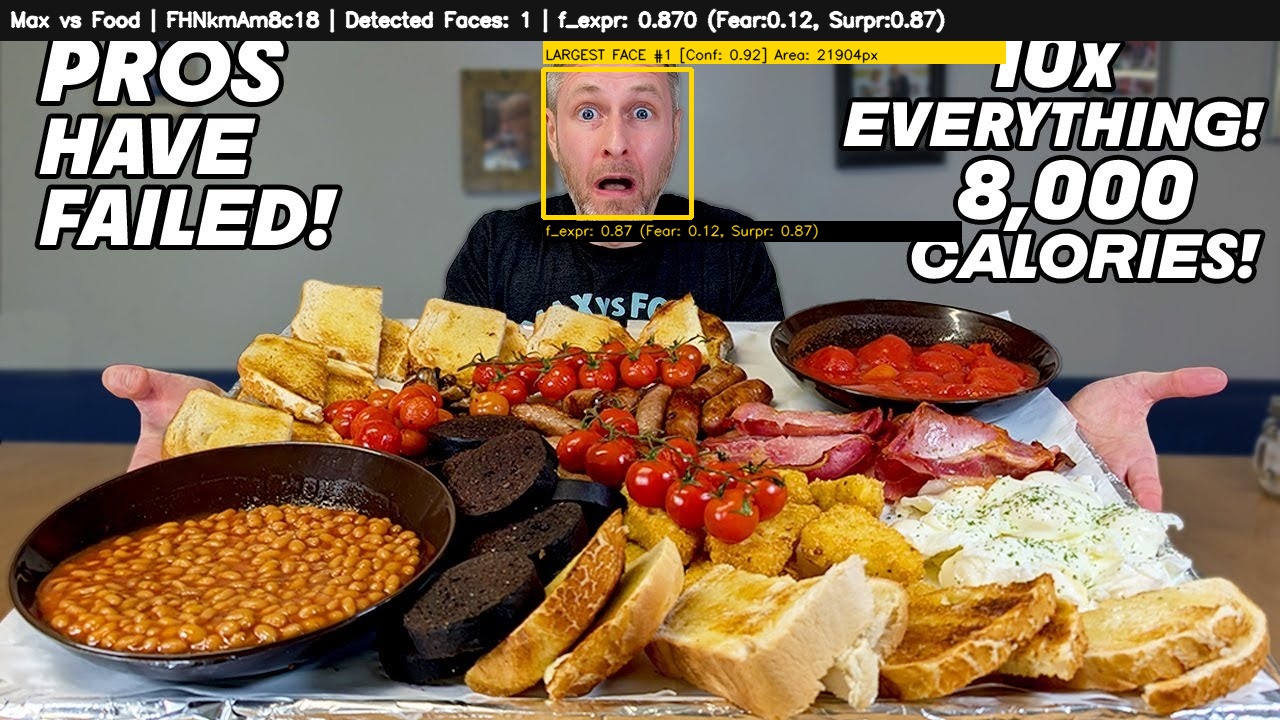 Max vs Food | FHNkmAm8c18 | Detected Faces: 1 | f_expr: 0.870 (Fear:0.12, Surpr:0.87)
LARGEST FACE #1 [Conf: 0.92] Area: 21904px
PROS
HAVE
FAILED!
10x
EVERYTHING!
8,000
CALORIES!
f_expr: 0.87 (Fear: 0.12, Surpr: 0.87)
VS